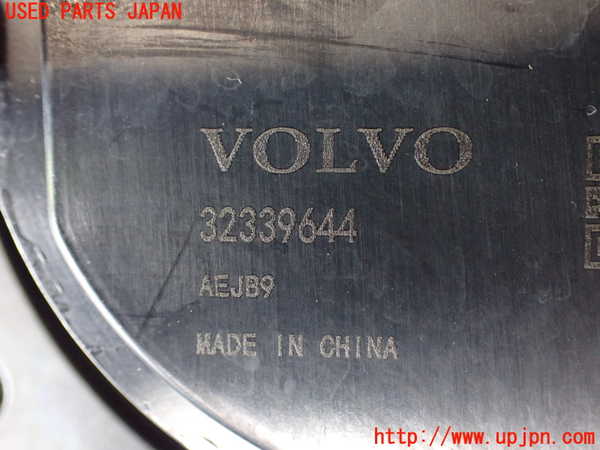 USED PARTS JAPAN
VOLVO
32339644
AEJB9
MADE IN CHINA
http://www.upjpn.com/